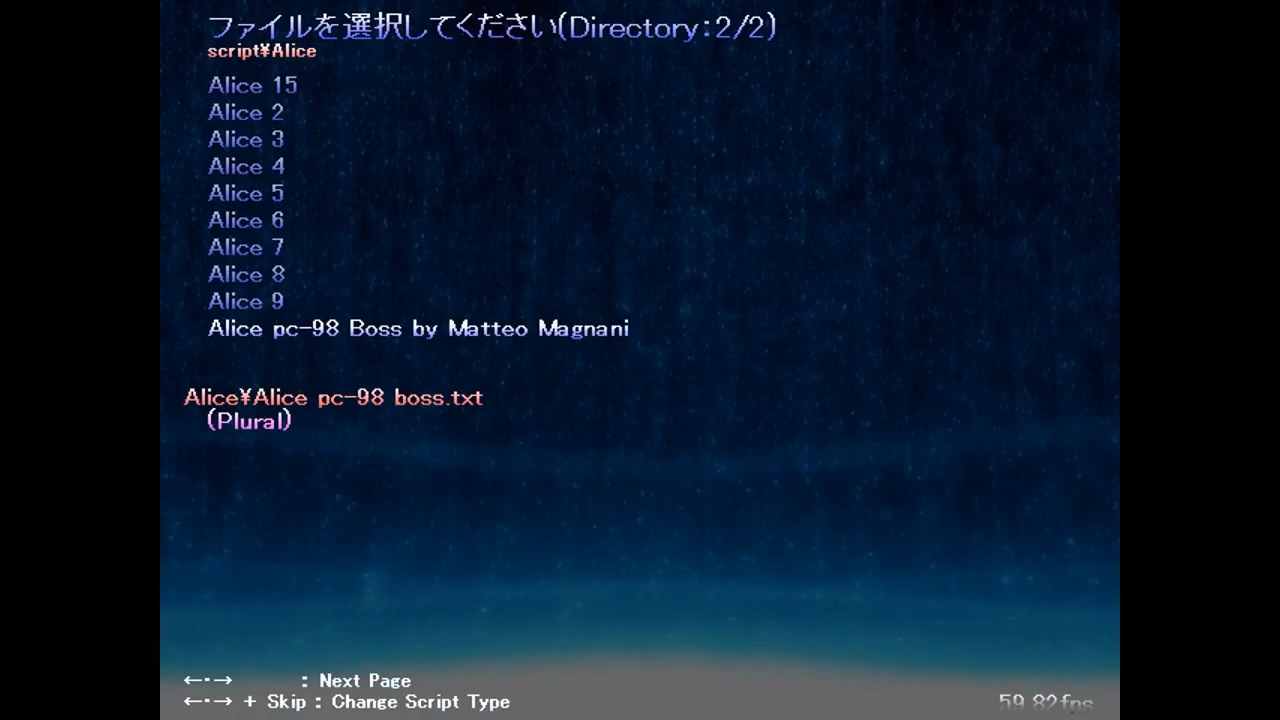 ファイルを選択してください(Directory:2/2)
script¥Alice
Alice 15
Alice 2
Alice 3
Alice 4
Alice 5
Alice 6
Alice 7
Alice 8
Alice 9
Alice pc-98 Boss by Matteo Magnani
Alice¥Alice pc-98 boss.txt
(Plural)
←・→ : Next Page
←・→ + Skip : Change Script Type
59.82fps